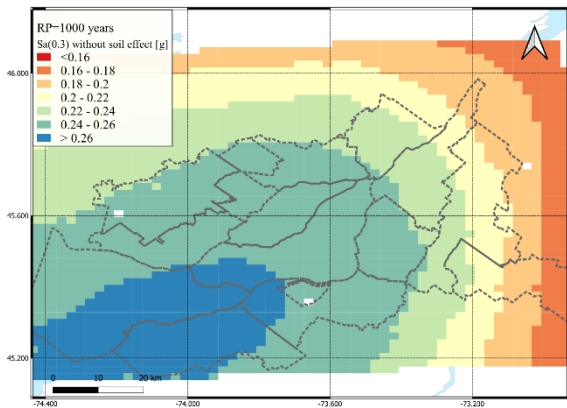 RP=1000 years
Sa(0.3) without soil effect [g]
<0.16
0.16 - 0.18
0.18 - 0.2
0.2 - 0.22
0.22 - 0.24
0.24 - 0.26
> 0.26
46.000
45.600
45.200
0 10 20 km
-74.400 -74.000 -73.600 -73.200